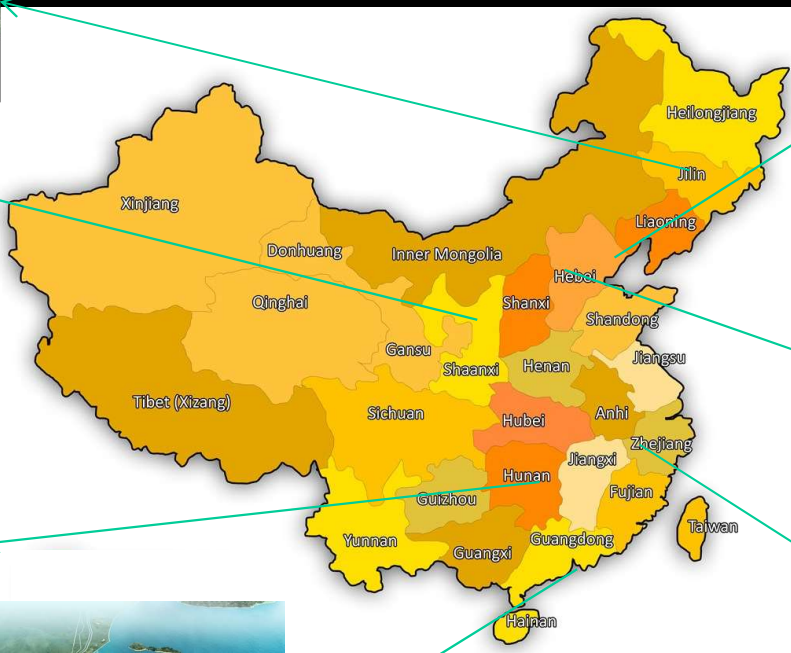 Heilongjiang
Jilin
Xinjiang
Liaoning
Donhuang
Inner Mongolia
Hebei
Qinghai
Shanxi
Shandong
Gansu
Jiangsu
Shaanxi
Henan
Tibet (Xizang)
Sichuan
Hubei
Anhi
Zhejiang
Jiangxi
Hunan
Guizhou
Fujian
Taiwan
Yunnan
Guangdong
Guangxi
Hainan